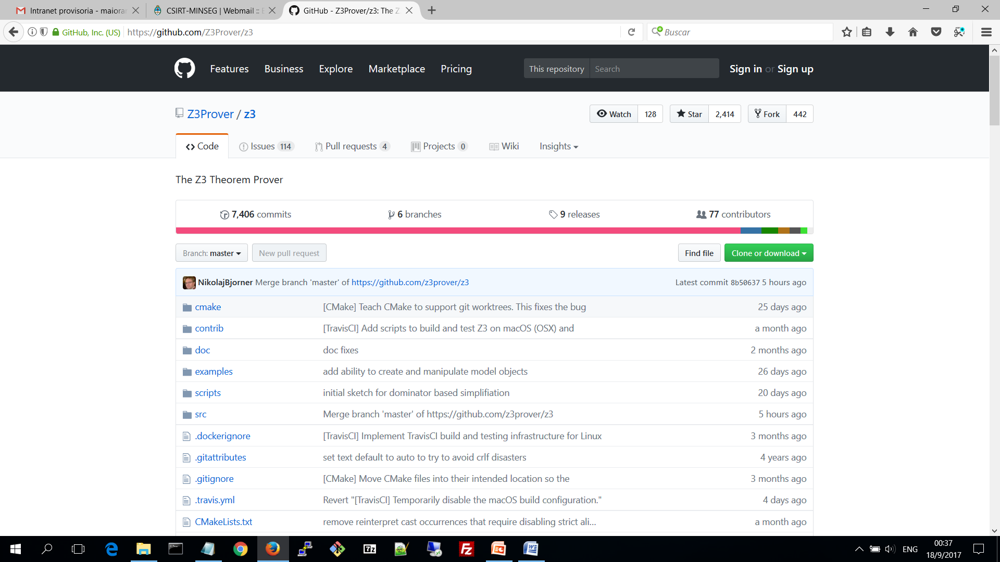 Intranet provisoria - maiorar
CSIRT-MINSEG | Webmail :: E
GitHub - Z3Prover/z3: The Z
GitHub, Inc. (US)
https://github.com/Z3Prover/z3
Buscar
Features
Business
Explore
Marketplace
Pricing
This repository
Search
Sign in or Sign up
Z3Prover / z3
Watch 128
Star 2,414
Fork 442
Code
Issues 114
Pull requests 4
Projects 0
Wiki
Insights
The Z3 Theorem Prover
7,406 commits
6 branches
9 releases
77 contributors
Branch: master
New pull request
Find file
Clone or download
NikolajBjorner Merge branch 'master' of https://github.com/z3prover/z3
Latest commit 8b50637 5 hours ago
cmake [CMake] Teach CMake to support git worktrees. This fixes the bug 25 days ago
contrib [TravisCI] Add scripts to build and test Z3 on macOS (OSX) and a month ago
doc doc fixes 2 months ago
examples add ability to create and manipulate model objects 26 days ago
scripts initial sketch for dominator based simplifiation 20 days ago
src Merge branch 'master' of https://github.com/z3prover/z3 5 hours ago
.dockerignore [TravisCI] Implement TravisCI build and testing infrastructure for Linux 3 months ago
.gitattributes set text default to auto to try to avoid crlf disasters 4 years ago
.gitignore [CMake] Move CMake files into their intended location so the 3 months ago
.travis.yml Revert "[TravisCI] Temporarily disable the macOS build configuration." 4 days ago
CMakeLists.txt remove reinterpret cast occurrences that require disabling strict ali... a month ago
7z
Fz
ENG
00:37
18/9/2017